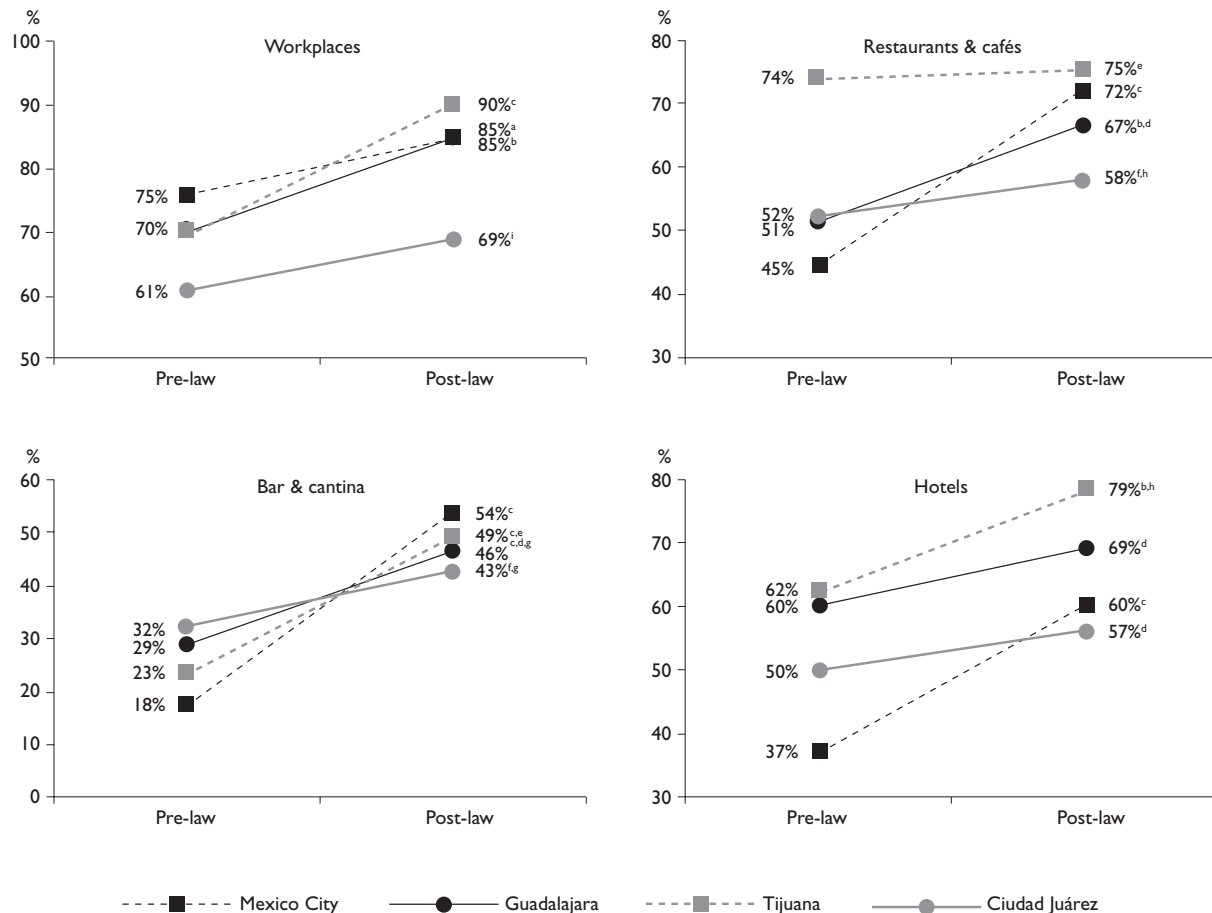 %
Workplaces
100
90
80
70
60
50
75%
70%
61%
90%c
85%a
85%b
69%i
Pre-law
Post-law
%
Restaurants & cafés
80
70
60
50
40
30
74%
52%
51%
45%
75%e
72%c
67%b,d
58%f,h
Pre-law
Post-law
%
Bar & cantina
60
50
40
30
20
10
0
32%
29%
23%
18%
54%c
49%c,e
46%c,d,g
43%f,g
Pre-law
Post-law
%
Hotels
80
70
60
50
40
30
62%
60%
50%
37%
79%b,h
69%d
60%c
57%d
Pre-law
Post-law
Mexico City
Guadalajara
Tijuana
Ciudad Juárez